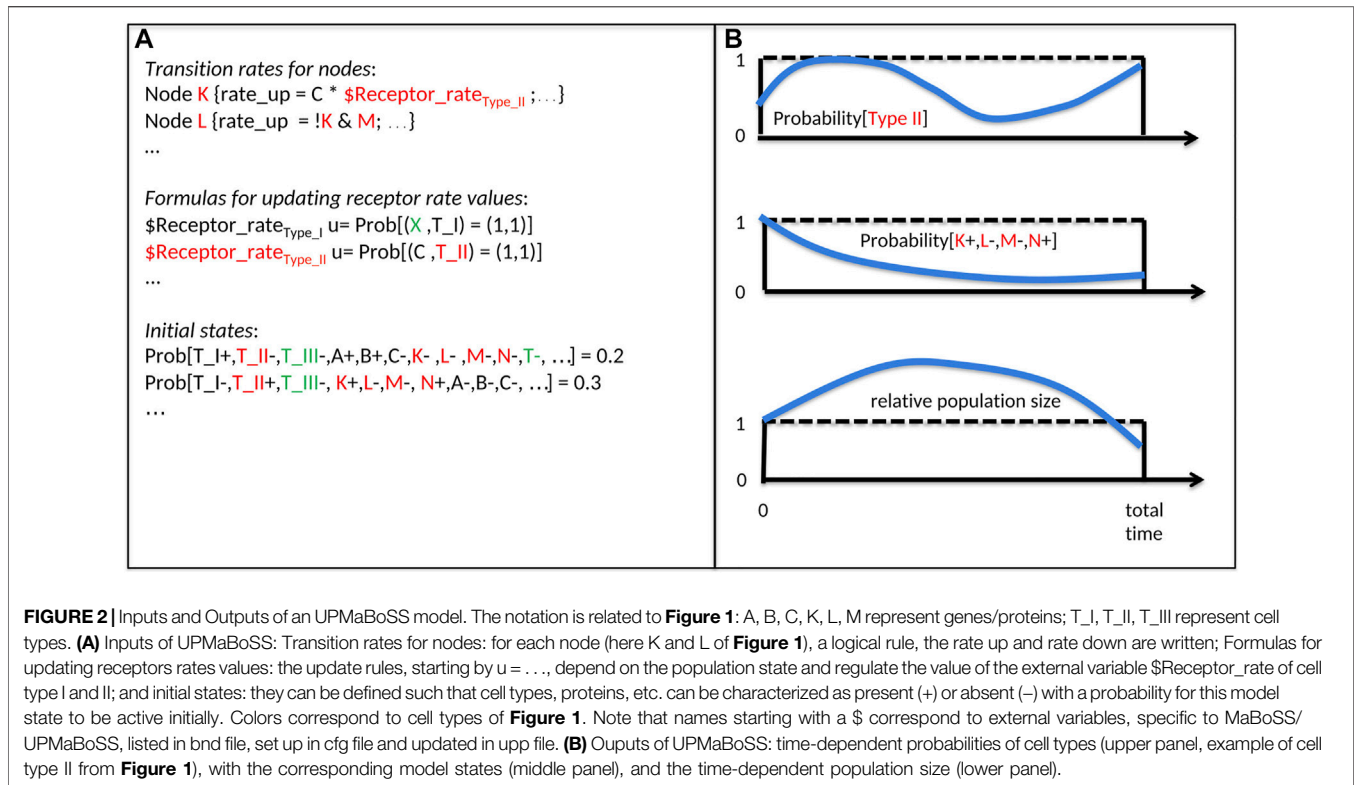 A
Transition rates for nodes:
Node K {rate_up = C * $Receptor_rateType_II ;...}
Node L {rate_up = !K & M; ...}
...
Formulas for updating receptor rate values:
$Receptor_rateType_I u= Prob[(X ,T_I) = (1,1)]
$Receptor_rateType_II u= Prob[(C ,T_II) = (1,1)]
...
Initial states:
Prob[T_I+,T_II-,T_III-,A+,B+,C-,K- ,L- ,M-,N-,T-, ...] = 0.2
Prob[T_I-,T_II+,T_III-, K+,L-,M-, N+,A-,B-,C-, ...] = 0.3
...
B
1
Probability[Type II]
0
1
Probability[K+,L-,M-,N+]
0
relative population size
1
0
0
total
time
FIGURE 2 | Inputs and Outputs of an UPMaBoSS model. The notation is related to Figure 1: A, B, C, K, L, M represent genes/proteins; T_I, T_II, T_III represent cell
types. (A) Inputs of UPMaBoSS: Transition rates for nodes: for each node (here K and L of Figure 1), a logical rule, the rate up and rate down are written; Formulas for
updating receptors rates values: the update rules, starting by u = . . ., depend on the population state and regulate the value of the external variable $Receptor_rate of cell
type I and II; and initial states: they can be defined such that cell types, proteins, etc. can be characterized as present (+) or absent (−) with a probability for this model
state to be active initially. Colors correspond to cell types of Figure 1. Note that names starting with a $ correspond to external variables, specific to MaBoSS/
UPMaBoSS, listed in bnd file, set up in cfg file and updated in upp file. (B) Ouputs of UPMaBoSS: time-dependent probabilities of cell types (upper panel, example of cell
type II from Figure 1), with the corresponding model states (middle panel), and the time-dependent population size (lower panel).